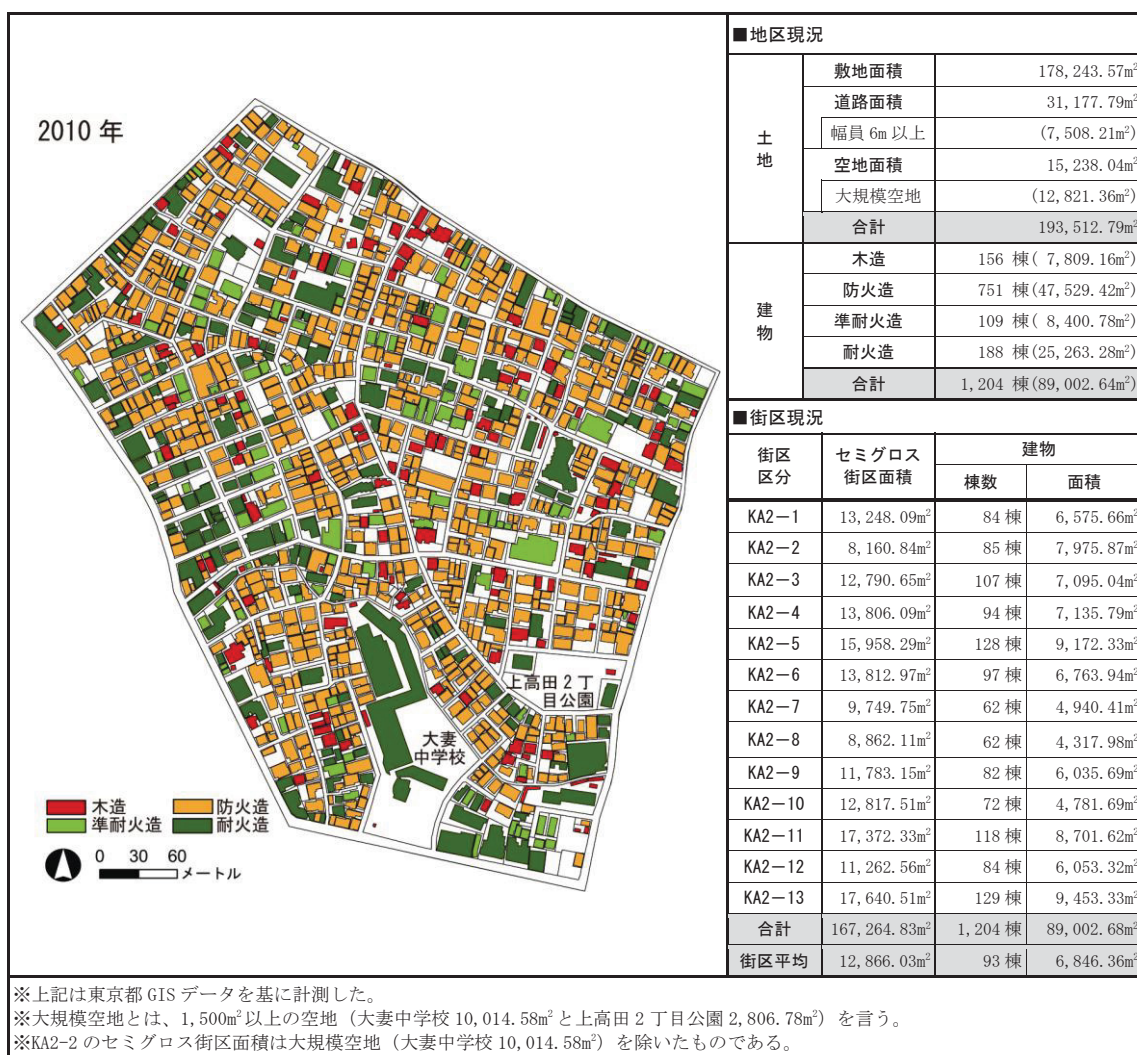 2010 年
上高田 2 丁
目公園
大妻
中学校
木造 防火造
準耐火造 耐火造
0 30 60
メートル
■地区現況
土地 敷地面積 178,243.57m²
道路面積 31,177.79m²
幅員 6m 以上 (7,508.21m²)
空地面積 15,238.04m²
大規模空地 (12,821.36m²)
合計 193,512.79m²
建物 木造 156 棟( 7,809.16m²)
防火造 751 棟(47,529.42m²)
準耐火造 109 棟( 8,400.78m²)
耐火造 188 棟(25,263.28m²)
合計 1,204 棟(89,002.64m²)
■街区現況
街区区分 セミグロス街区面積 建物
棟数 面積
KA2－1 13,248.09m² 84 棟 6,575.66m²
KA2－2 8,160.84m² 85 棟 7,975.87m²
KA2－3 12,790.65m² 107 棟 7,095.04m²
KA2－4 13,806.09m² 94 棟 7,135.79m²
KA2－5 15,958.29m² 128 棟 9,172.33m²
KA2－6 13,812.97m² 97 棟 6,763.94m²
KA2－7 9,749.75m² 62 棟 4,940.41m²
KA2－8 8,862.11m² 62 棟 4,317.98m²
KA2－9 11,783.15m² 82 棟 6,035.69m²
KA2－10 12,817.51m² 72 棟 4,781.69m²
KA2－11 17,372.33m² 118 棟 8,701.62m²
KA2－12 11,262.56m² 84 棟 6,053.32m²
KA2－13 17,640.51m² 129 棟 9,453.33m²
合計 167,264.83m² 1,204 棟 89,002.68m²
街区平均 12,866.03m² 93 棟 6,846.36m²
※上記は東京都 GIS データを基に計測した。
※大規模空地とは、1,500m²以上の空地（大妻中学校 10,014.58m²と上高田 2 丁目公園 2,806.78m²）を言う。
※KA2-2 のセミグロス街区面積は大規模空地（大妻中学校 10,014.58m²）を除いたものである。